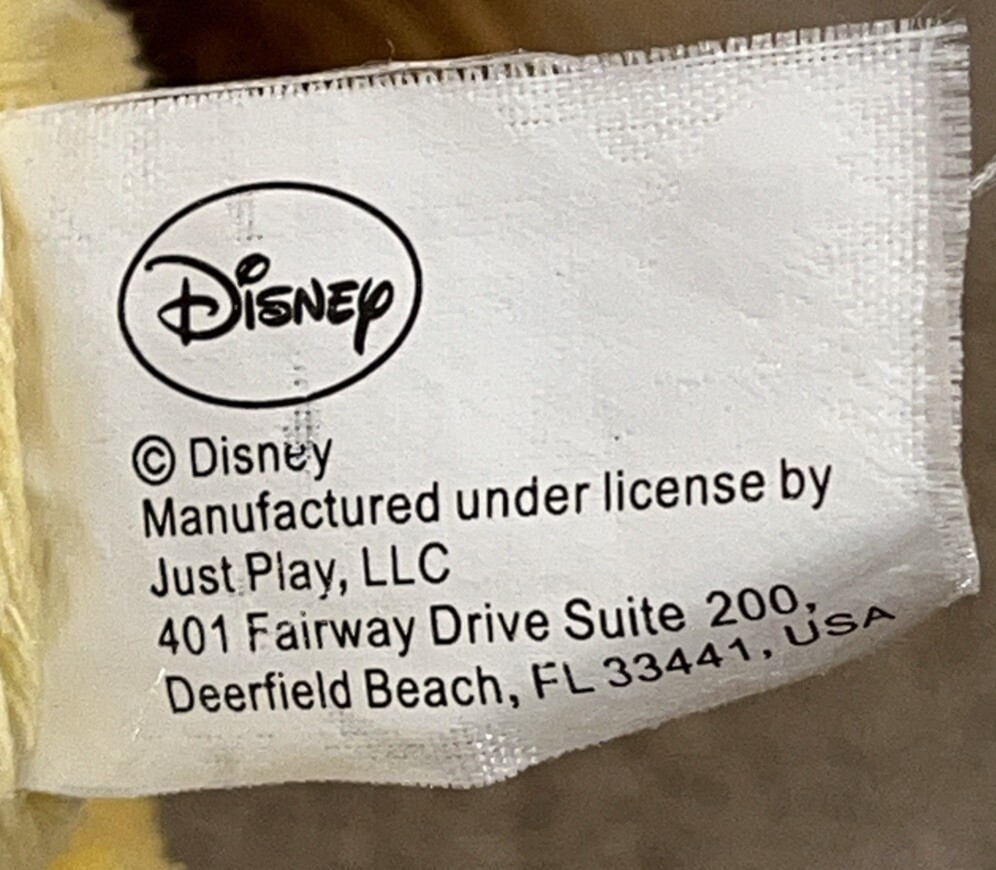 Disney
© Disney
Manufactured under license by
Just Play, LLC
401 Fairway Drive Suite 200,
Deerfield Beach, FL 33441, USA